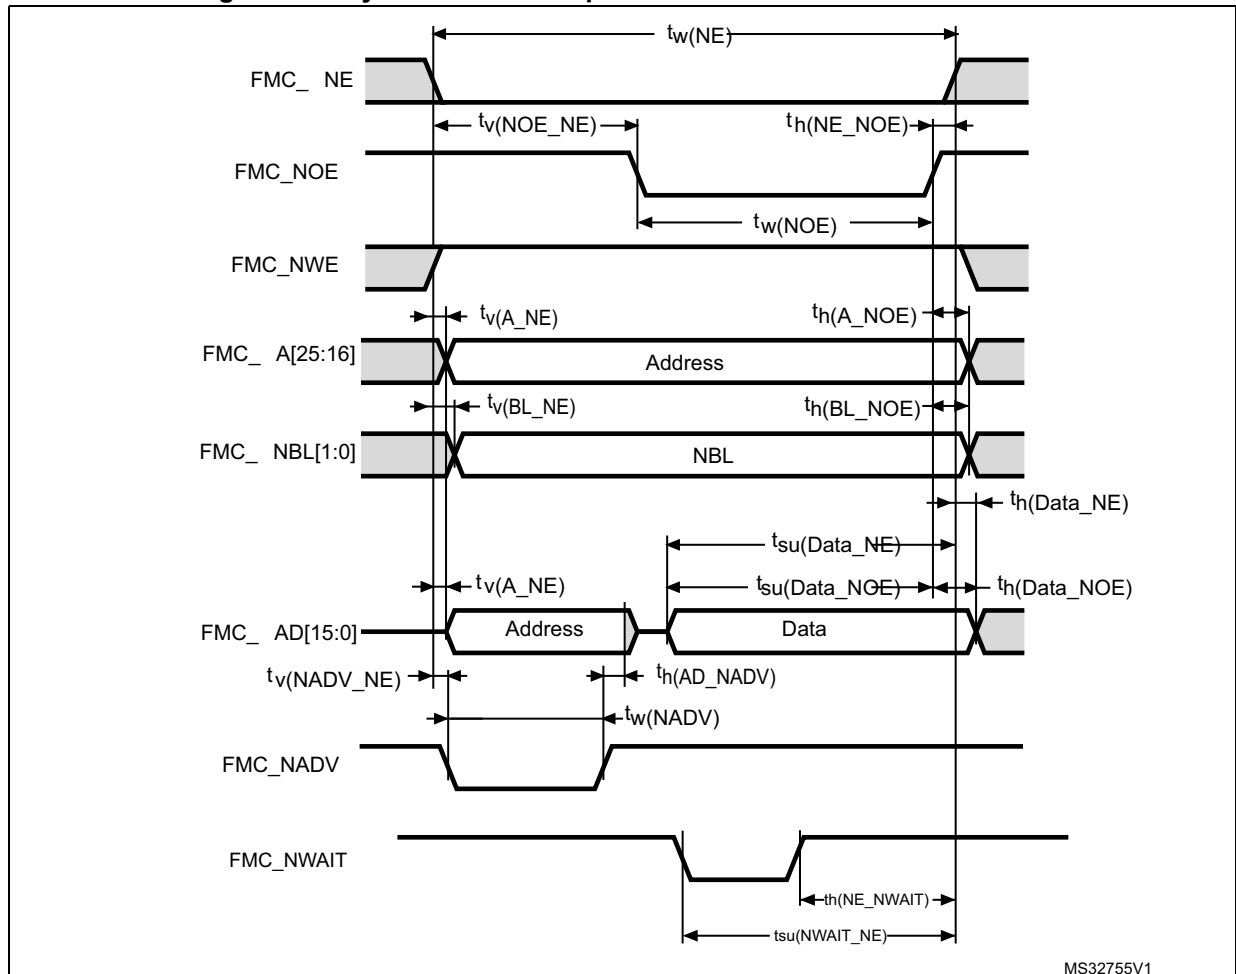 tw(NE)
FMC_ NE
tv(NOE_NE)
th(NE_NOE)
FMC_NOE
tw(NOE)
FMC_NWE
tv(A_NE)
th(A_NOE)
FMC_ A[25:16]
Address
tv(BL_NE)
th(BL_NOE)
FMC_ NBL[1:0]
NBL
th(Data_NE)
tsu(Data_NE)
tv(A_NE)
tsu(Data_NOE)
th(Data_NOE)
FMC_ AD[15:0]
Address
Data
tv(NADV_NE)
th(AD_NADV)
tw(NADV)
FMC_NADV
FMC_NWAIT
th(NE_NWAIT)
tsu(NWAIT_NE)
MS32755V1